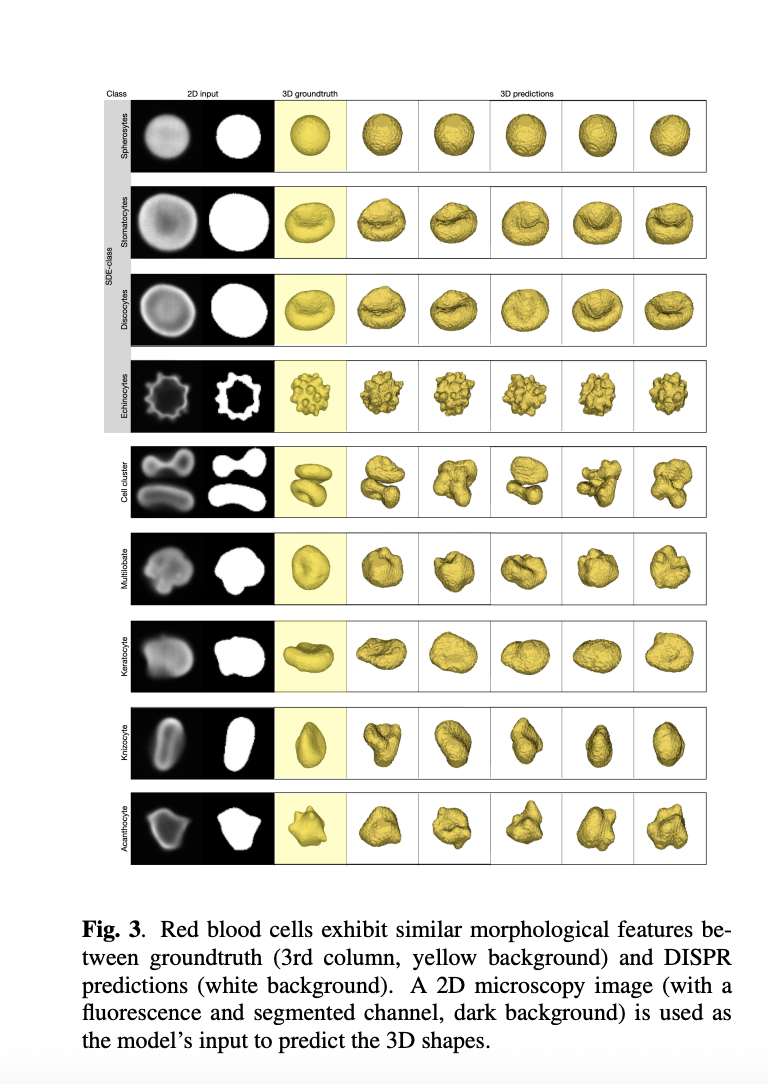 Class 2D input 3D groundtruth 3D predictions
SDE-class
Spherosytes
Stomatocytes
Discocytes
Echinocytes
Cell cluster
Multilobate
Keratocyte
Knizocyte
Acanthocyte
Fig. 3. Red blood cells exhibit similar morphological features be-
tween groundtruth (3rd column, yellow background) and DISPR
predictions (white background). A 2D microscopy image (with a
fluorescence and segmented channel, dark background) is used as
the model's input to predict the 3D shapes.